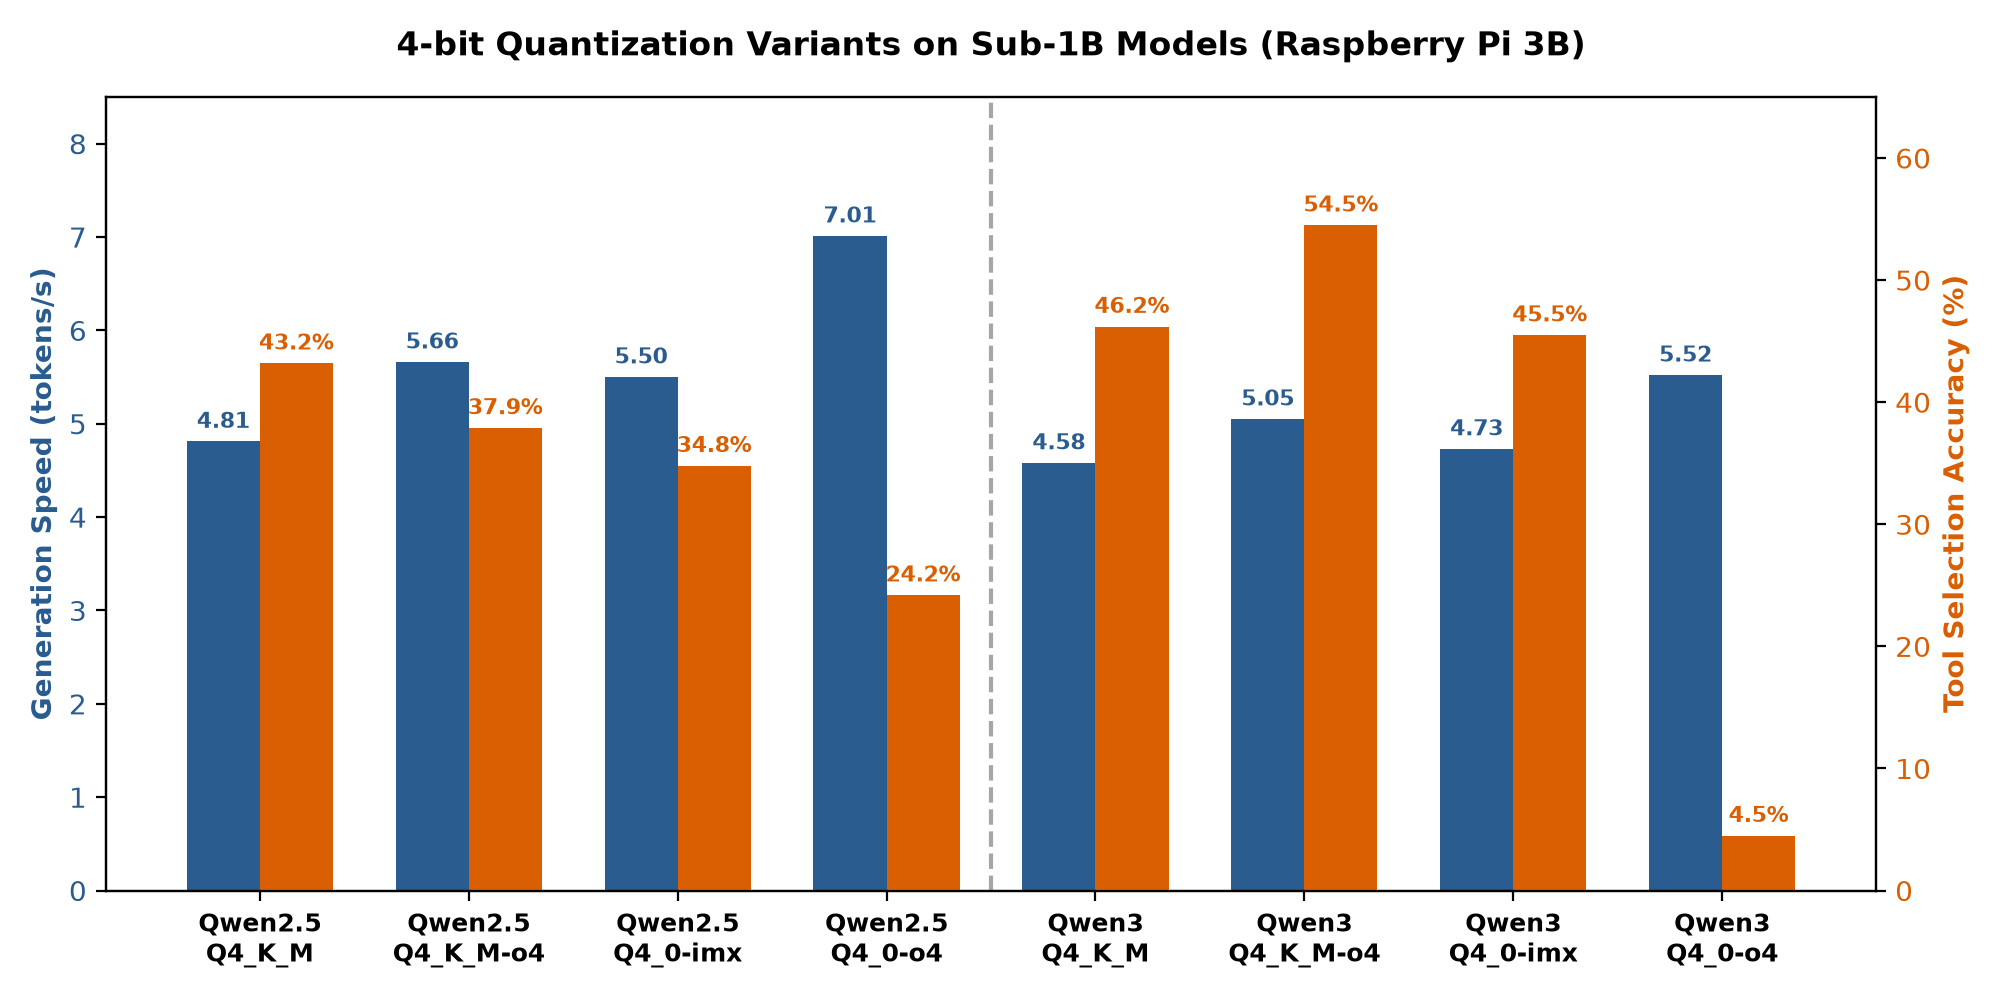 4-bit Quantization Variants on Sub-1B Models (Raspberry Pi 3B)
Generation Speed (tokens/s)
8
7
6
5
4
3
2
1
0
4.81
43.2%
5.66
37.9%
5.50
34.8%
7.01
24.2%
4.58
46.2%
5.05
54.5%
4.73
45.5%
5.52
4.5%
60
50
40
30
20
10
0
Tool Selection Accuracy (%)
Qwen2.5
Q4_K_M
Qwen2.5
Q4_K_M-o4
Qwen2.5
Q4_0-imx
Qwen2.5
Q4_0-o4
Qwen3
Q4_K_M
Qwen3
Q4_K_M-o4
Qwen3
Q4_0-imx
Qwen3
Q4_0-o4